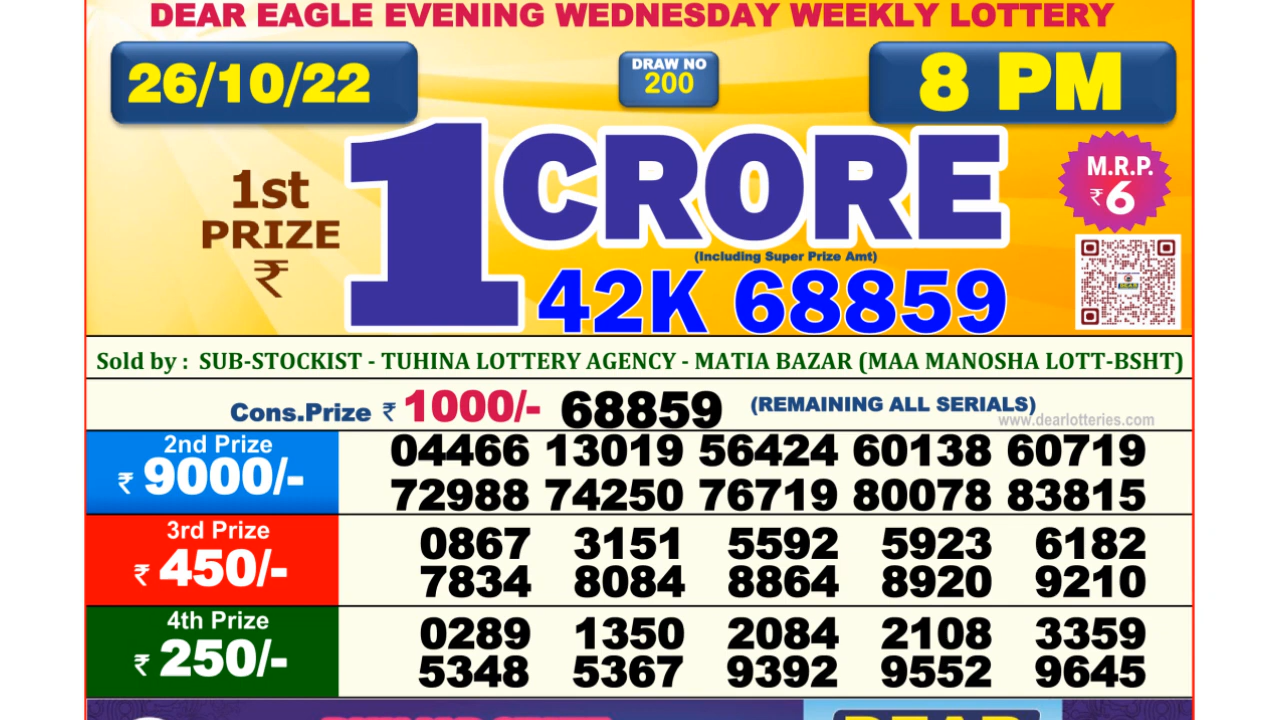 DEAR EAGLE EVENING WEDNESDAY WEEKLY LOTTERY
26/10/22
DRAW NO
200
8 PM
1st
PRIZE
₹
1 CRORE
(Including Super Prize Amt)
42K 68859
M.R.P.
₹ 6
Sold by : SUB-STOCKIST - TUHINA LOTTERY AGENCY - MATIA BAZAR (MAA MANOSHA LOTT-BSHT)
Cons.Prize ₹ 1000/- 68859 (REMAINING ALL SERIALS)
www.dearlotteries.com
2nd Prize
₹ 9000/-
04466 13019 56424 60138 60719
72988 74250 76719 80078 83815
3rd Prize
₹ 450/-
0867 3151 5592 5923 6182
7834 8084 8864 8920 9210
4th Prize
₹ 250/-
0289 1350 2084 2108 3359
5348 5367 9392 9552 9645
DEAR